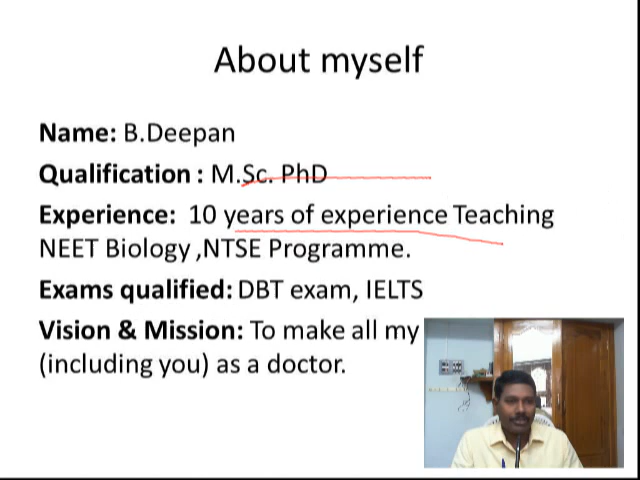 About myself
Name: B.Deepan
Qualification : M.Sc. PhD
Experience: 10 years of experience Teaching
NEET Biology ,NTSE Programme.
Exams qualified: DBT exam, IELTS
Vision & Mission: To make all my
(including you) as a doctor.